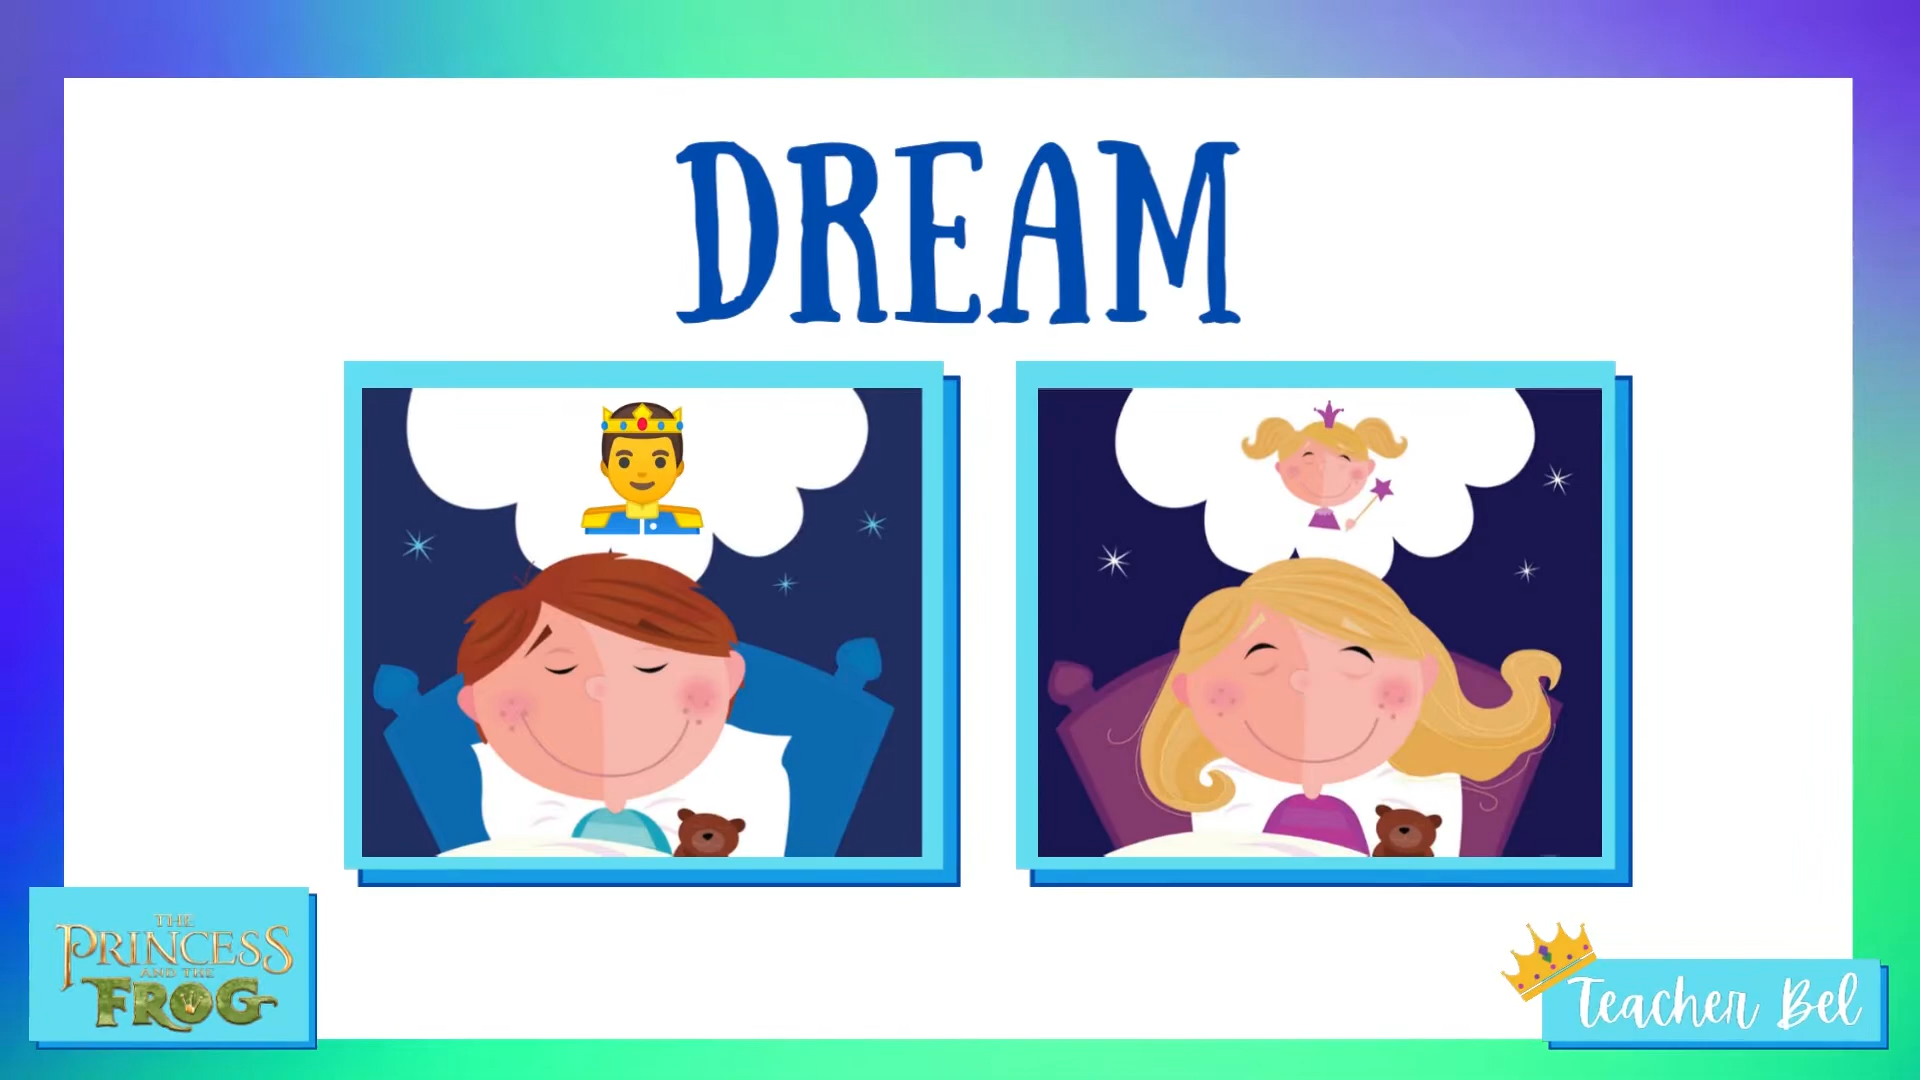 DREAM
THE
PRINCESS
AND THE
FROG
Teacher Bel